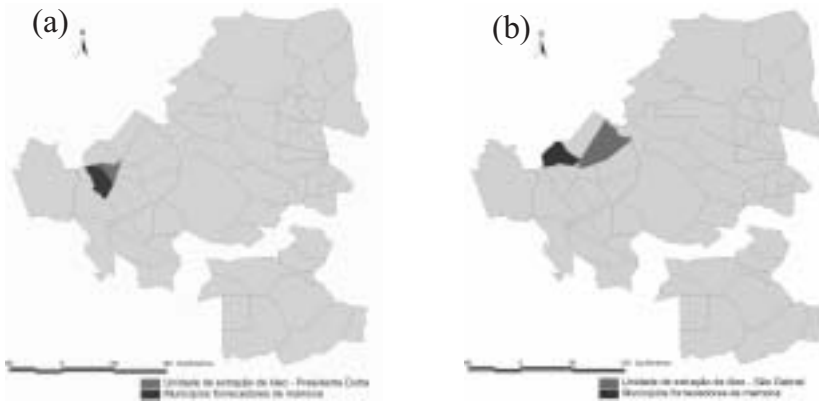 (a)
(b)
Unidade de extração de óleo - Presidente Dutra
Municípios fornecedores de mamona
Unidade de extração de óleo - São Gabriel
Municípios fornecedores de mamona